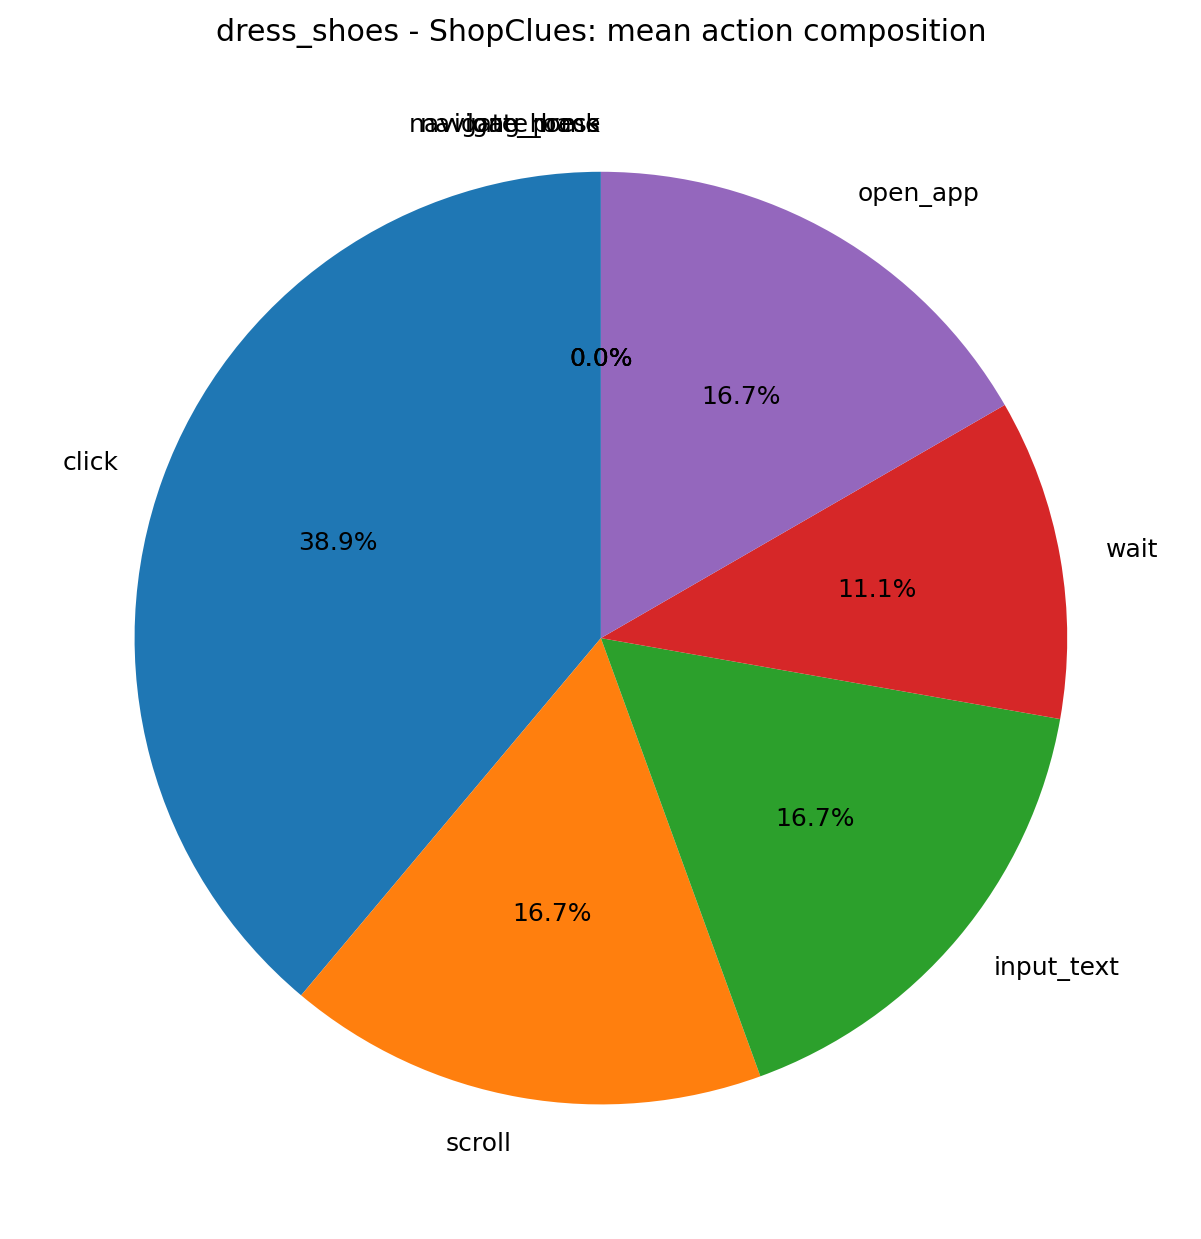 dress_shoes - ShopClues: mean action composition
open_app
0.0%
16.7%
click
38.9%
wait
11.1%
16.7%
16.7%
input_text
scroll